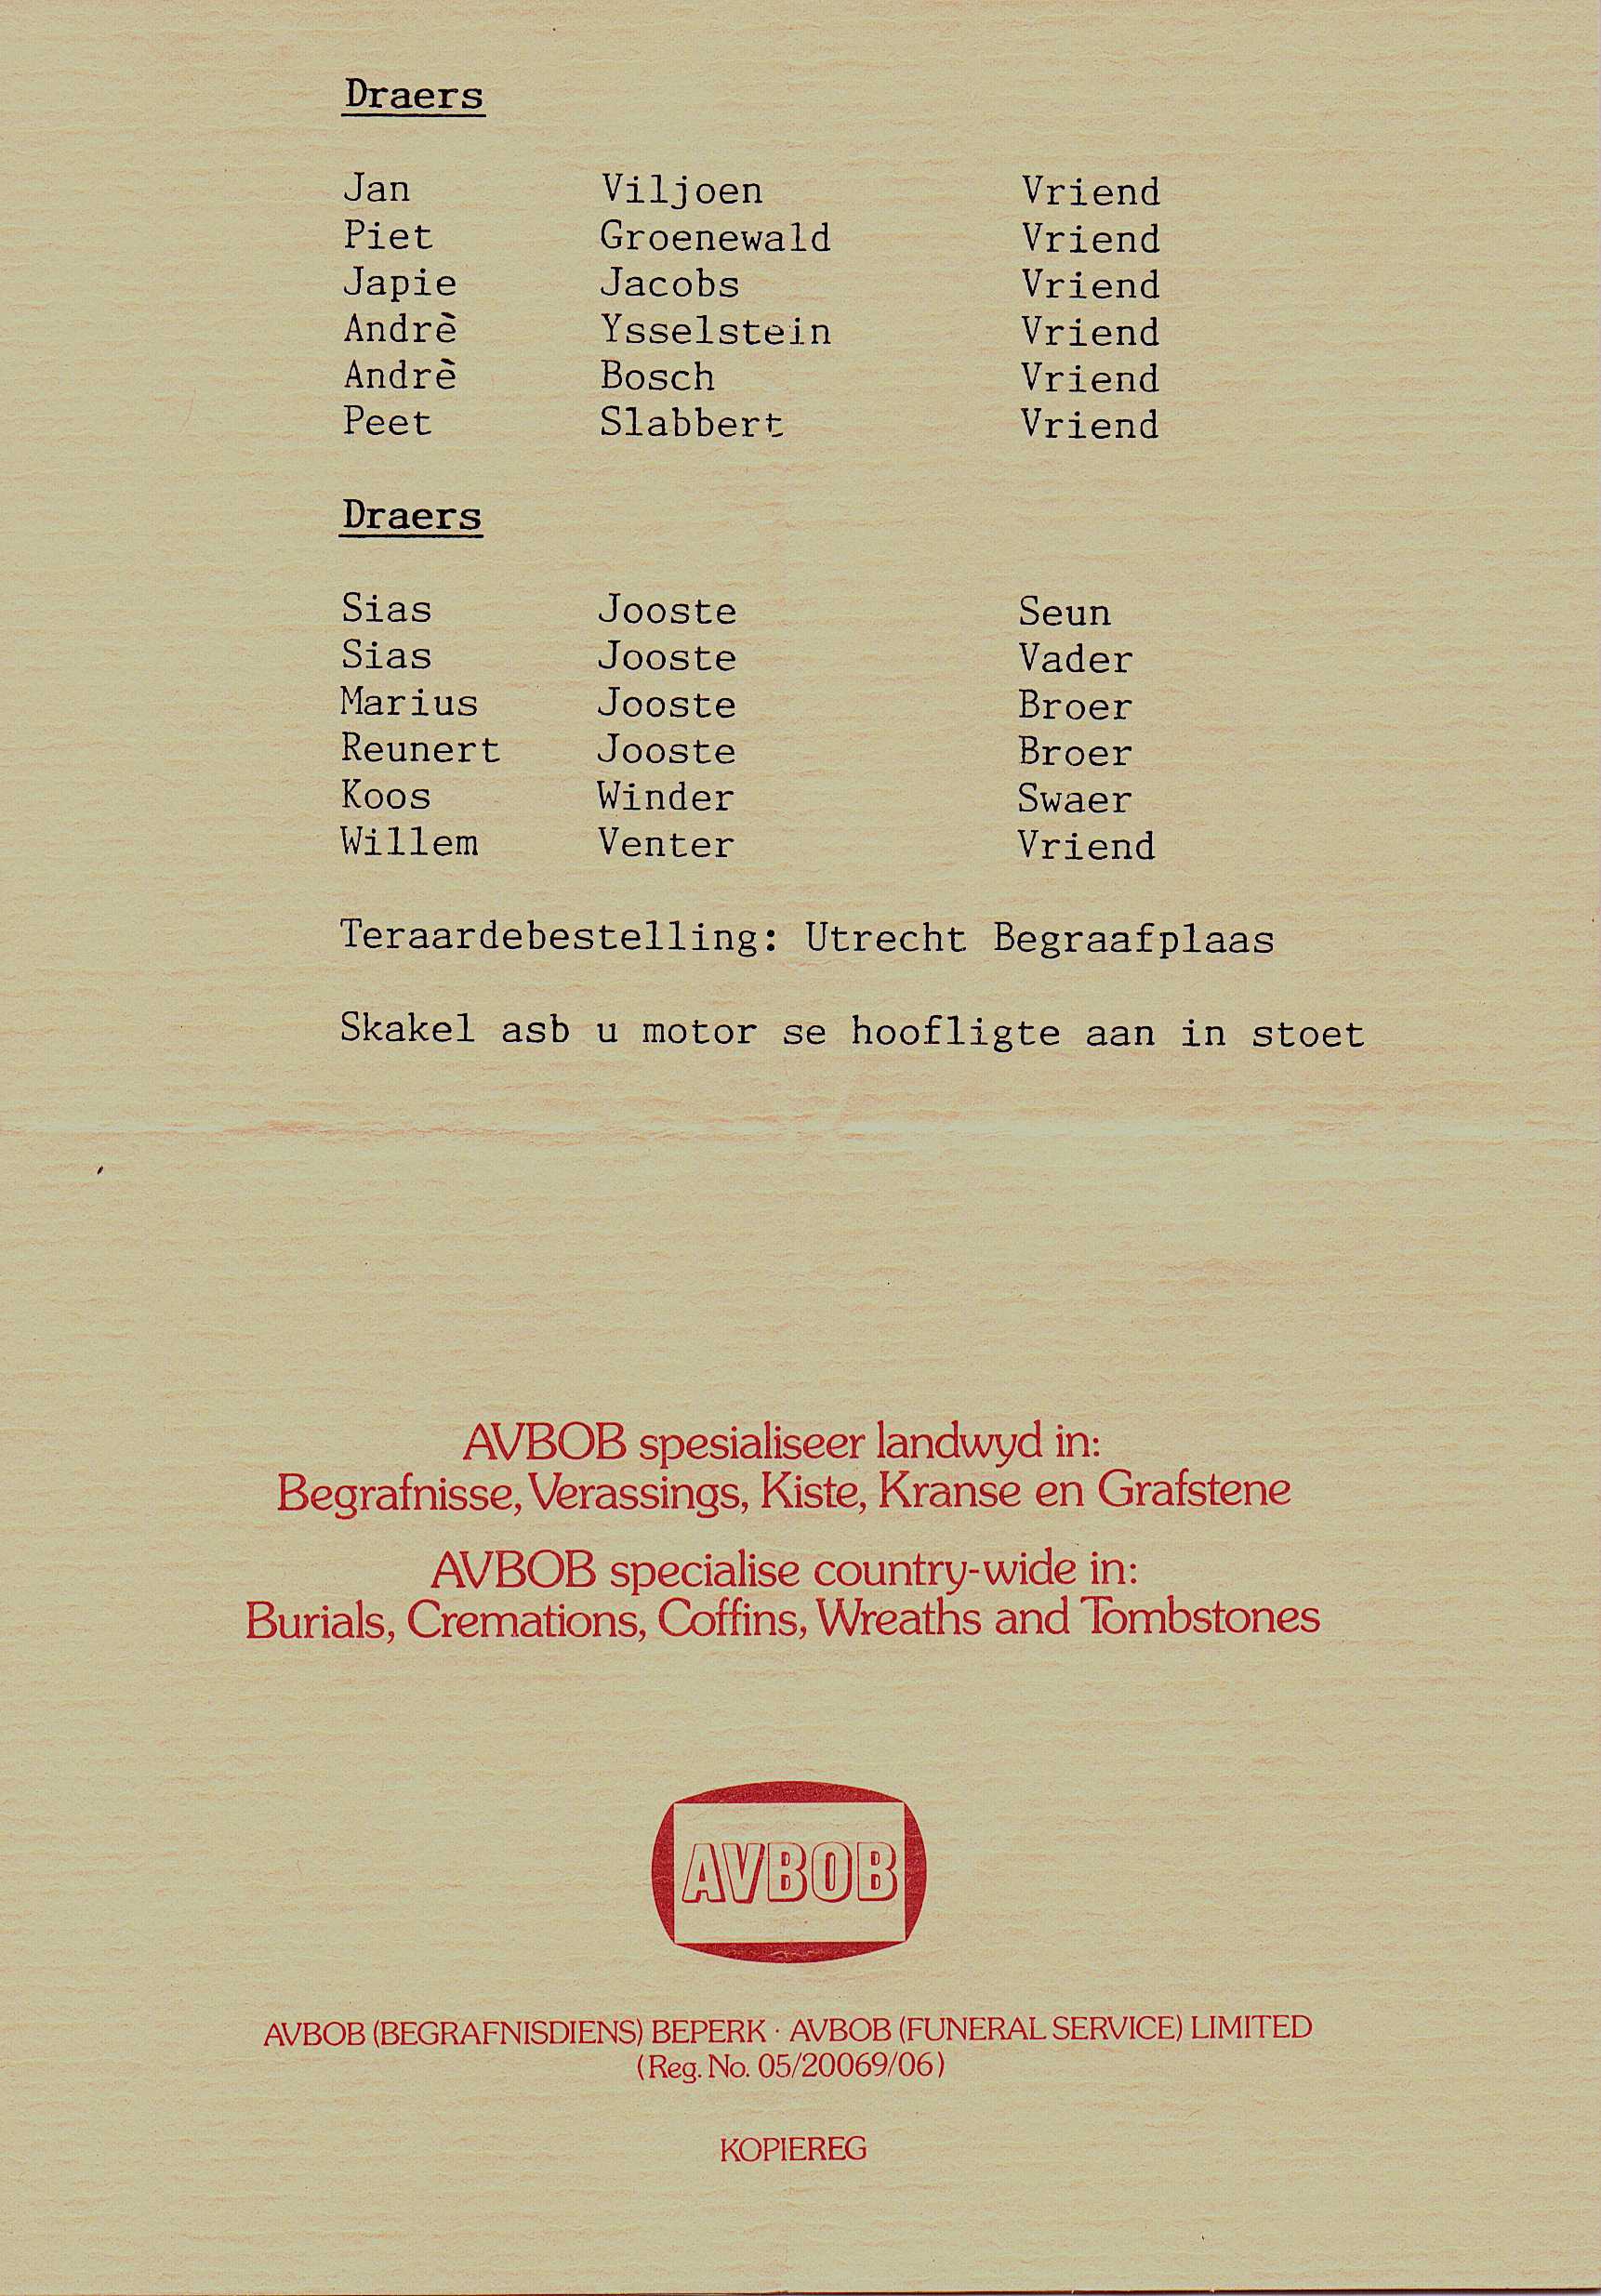 Draers
Jan Viljoen Vriend
Piet Groenewald Vriend
Japie Jacobs Vriend
Andrè Ysselstein Vriend
Andrè Bosch Vriend
Peet Slabbert Vriend
Draers
Sias Jooste Seun
Sias Jooste Vader
Marius Jooste Broer
Reunert Jooste Broer
Koos Winder Swaer
Willem Venter Vriend
Teraardebestelling: Utrecht Begraafplaas
Skakel asb u motor se hoofligte aan in stoet
AVBOB spesialiseer landwyd in:
Begrafnisse, Verassings, Kiste, Kranse en Grafstene
AVBOB specialise country-wide in:
Burials, Cremations, Coffins, Wreaths and Tombstones
AVBOB
AVBOB (BEGRAFNISDIENS) BEPERK · AVBOB (FUNERAL SERVICE) LIMITED
(Reg. No. 05/20069/06)
KOPIEREG